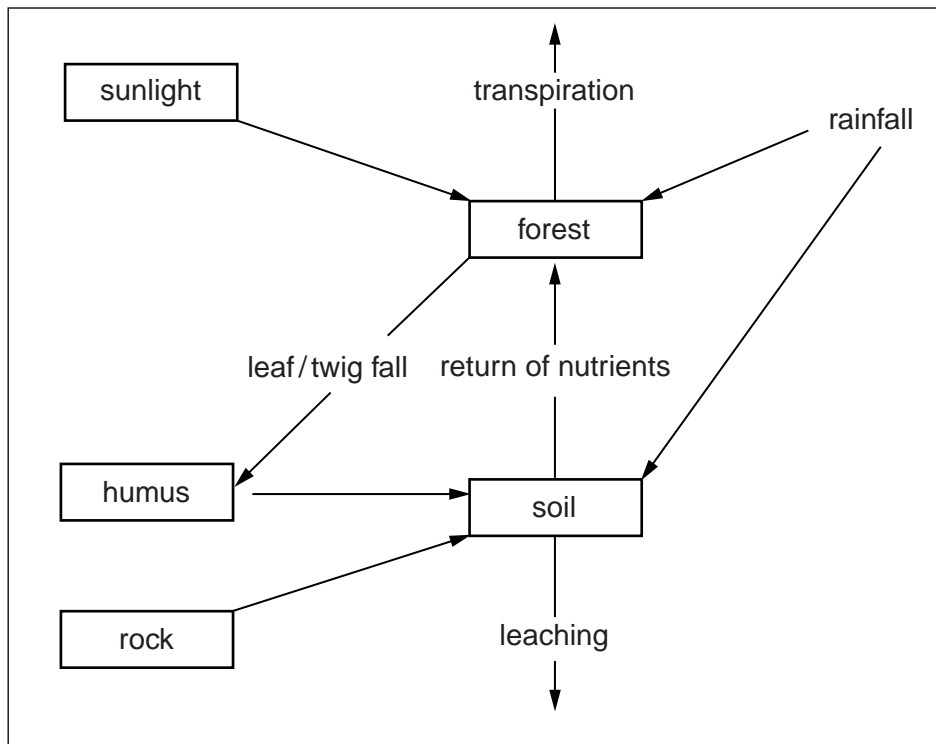 sunlight
transpiration
rainfall
forest
leaf/twig fall
return of nutrients
humus
soil
rock
leaching